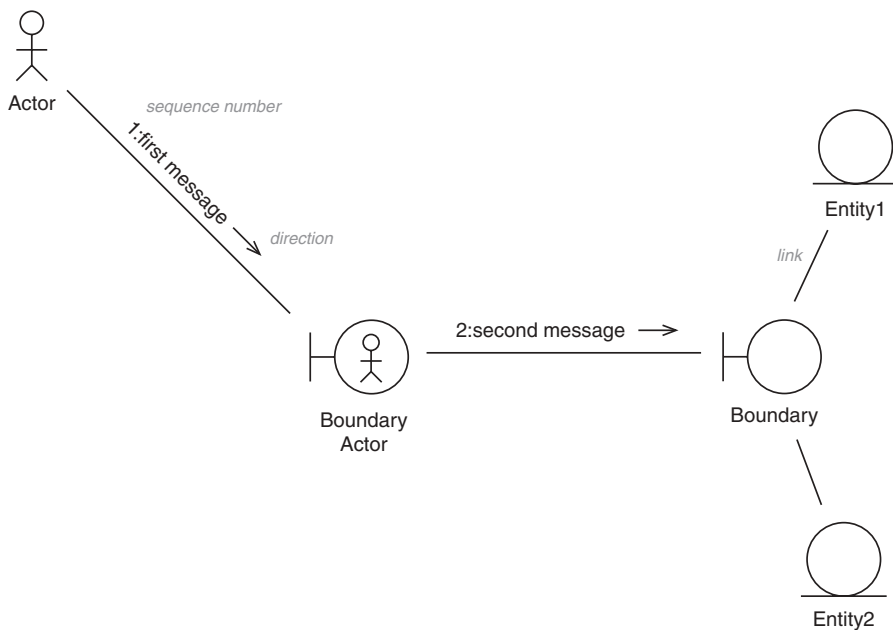 Actor
sequence number
1:first message
direction
Entity1
link
2:second message
Boundary
Actor
Boundary
Entity2